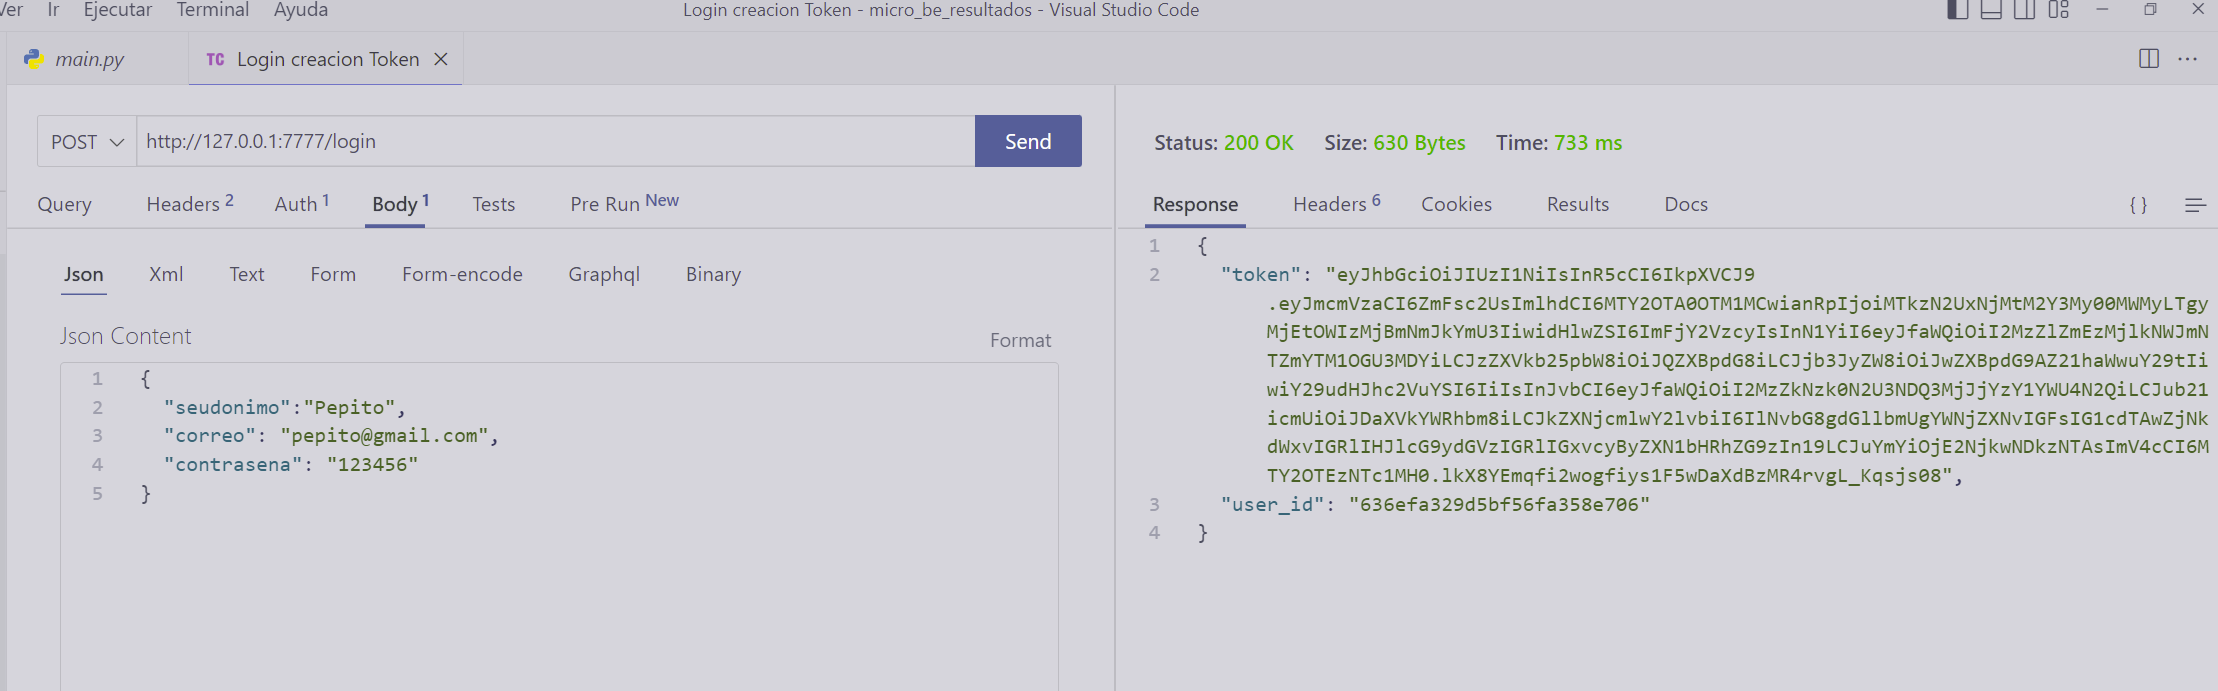 Ver Ir Ejecutar Terminal Ayuda
Login creacion Token - micro_be_resultados - Visual Studio Code
main.py
TC Login creacion Token
POST http://127.0.0.1:7777/login Send
Query Headers 2 Auth 1 Body 1 Tests Pre Run New
Json Xml Text Form Form-encode Graphql Binary
Json Content
Format
1 {
2 "seudonimo":"Pepito",
3 "correo": "pepito@gmail.com",
4 "contrasena": "123456"
5 }
Status: 200 OK Size: 630 Bytes Time: 733 ms
Response Headers 6 Cookies Results Docs { }
1 {
2 "token": "eyJhbGciOiJIUzI1NiIsInR5cCI6IkpXVCJ9
.eyJmcmVzaCI6ZmFsc2UsImlhdCI6MTY2OTA0OTM1MCwianRpIjoiMTkzN2UxNjMtM2Y3My00MWMyLTgy
MjEtOWIzMjBmNmJkYmU3IiwidHlwZSI6ImFjY2VzcyIsInN1YiI6eyJfaWQiOiI2MzZlZmEzMjlkNWJmN
TZmYTM1OGU3MDYiLCJzZXVkb25pbW8iOiJQZXBpdG8iLCJjb3JyZW8iOiJwZXBpdG9AZ21haWwuY29tIi
wiY29udHJhc2VuYSI6IiIsInJvbCI6eyJfaWQiOiI2MzZkNzk0N2U3NDQ3MjJjYzY1YWU4N2QiLCJub21
icmUiOiJDaXVkYWRhbm8iLCJkZXNjcmlwY2lvbiI6IlNvbG8gdGllbmUgYWNjZXNvIGFsIG1cdTAwZjNk
dWxvIGRlIHJlcG9ydGVzIGRlIGxvcyByZXN1bHRhZG9zIn19LCJuYmYiOjE2NjkwNDkzNTAsImV4cCI6M
TY2OTEzNTc1MH0.lkX8YEmqfi2wogfiys1F5wDaXdBzMR4rvgL_Kqsjs08",
3 "user_id": "636efa329d5bf56fa358e706"
4 }